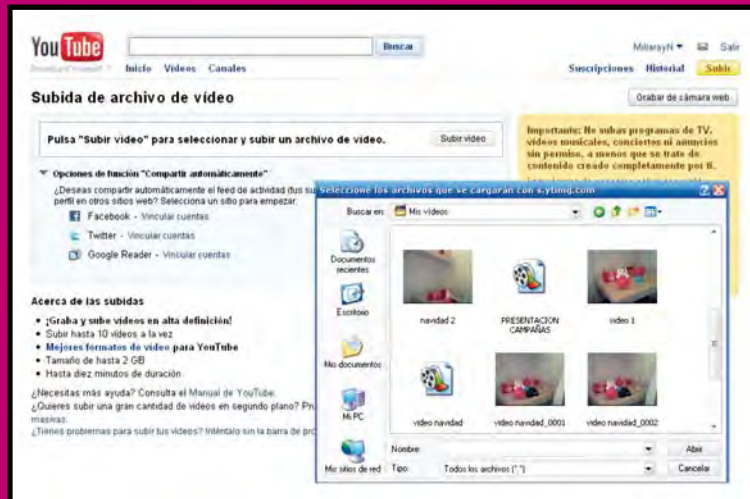 You Tube
Buscar
MillarayN
Salir
Inicio Videos Canales
Suscripciones Historial Subir
Subida de archivo de vídeo
Grabar de cámara web
Pulsa "Subir vídeo" para seleccionar y subir un archivo de vídeo.
Subir vídeo
Importante: No subas programas de TV,
vídeos musicales, conciertos ni anuncios
sin permiso, a menos que se trate de
contenido creado completamente por ti.
Opciones de función "Compartir automáticamente"
¿Deseas compartir automáticamente el feed de actividad (tus su
perfil en otros sitios web? Selecciona un sitio para empezar.
Facebook - Vincular cuentas
Twitter - Vincular cuentas
Google Reader - Vincular cuentas
Acerca de las subidas
• ¡Graba y sube vídeos en alta definición!
• Subir hasta 10 vídeos a la vez
• Mejores formatos de vídeo para YouTube
• Tamaño de hasta 2 GB
• Hasta diez minutos de duración
¿Necesitas más ayuda? Consulta el Manual de YouTube.
¿Quieres subir una gran cantidad de vídeos en segundo plano?
masivas.
¿Tienes problemas para subir tus vídeos? Inténtalo sin la barra de pro
Seleccione los archivos que se cargarán con s.ytimg.com
Buscar en: Mis vídeos
Documentos
recientes
Escritorio
Mis documentos
Mi PC
Mis sitios de red
navidad 2
PRESENTACION
CAMPAÑAS
video 1
video navidad
video navidad_0001
video navidad_0002
Nombre:
Abrir
Tipo: Todos los archivos (*.*)
Cancelar